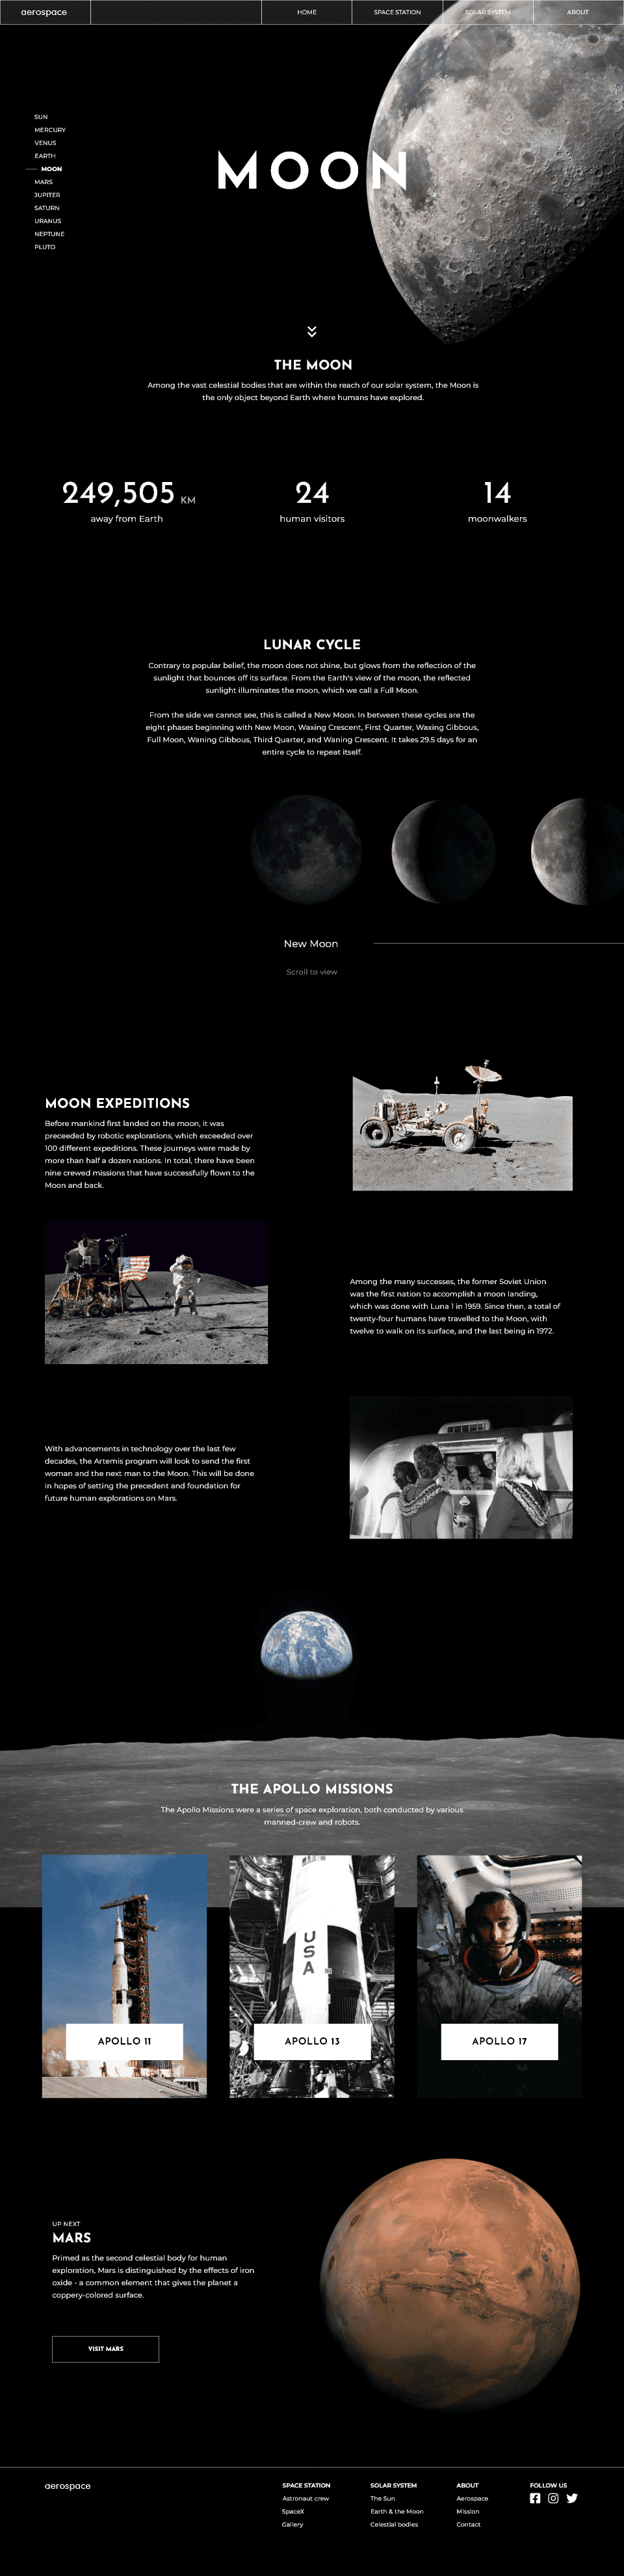 aerospace
HOME
SPACE STATION
SOLAR SYSTEM
ABOUT
SUN
MERCURY
VENUS
EARTH
MOON
MARS
JUPITER
SATURN
URANUS
NEPTUNE
PLUTO
MOON
THE MOON
Among the vast celestial bodies that are within the reach of our solar system, the Moon is
the only object beyond Earth where humans have explored.
249,505 KM
away from Earth
24
human visitors
14
moonwalkers
LUNAR CYCLE
Contrary to popular belief, the moon does not shine, but glows from the reflection of the
sunlight that bounces off its surface. From the Earth's view of the moon, the reflected
sunlight illuminates the moon, which we call a Full Moon.
From the side we cannot see, this is called a New Moon. In between these cycles are the
eight phases beginning with New Moon, Waxing Crescent, First Quarter, Waxing Gibbous,
Full Moon, Waning Gibbous, Third Quarter, and Waning Crescent. It takes 29.5 days for an
entire cycle to repeat itself.
New Moon
Scroll to view
MOON EXPEDITIONS
Before mankind first landed on the moon, it was
preceeded by robotic explorations, which exceeded over
100 different expeditions. These journeys were made by
more than half a dozen nations. In total, there have been
nine crewed missions that have successfully flown to the
Moon and back.
Among the many successes, the former Soviet Union
was the first nation to accomplish a moon landing,
which was done with Luna 1 in 1959. Since then, a total of
twenty-four humans have travelled to the Moon, with
twelve to walk on its surface, and the last being in 1972.
With advancements in technology over the last few
decades, the Artemis program will look to send the first
woman and the next man to the Moon. This will be done
in hopes of setting the precedent and foundation for
future human explorations on Mars.
THE APOLLO MISSIONS
The Apollo Missions were a series of space exploration, both conducted by various
manned-crew and robots.
USA
APOLLO 11
APOLLO 13
APOLLO 17
UP NEXT
MARS
Primed as the second celestial body for human
exploration, Mars is distinguished by the effects of iron
oxide - a common element that gives the planet a
coppery-colored surface.
VISIT MARS
aerospace
SPACE STATION
Astronaut crew
SpaceX
Gallery
SOLAR SYSTEM
The Sun
Earth & the Moon
Celestial bodies
ABOUT
Aerospace
Mission
Contact
FOLLOW US